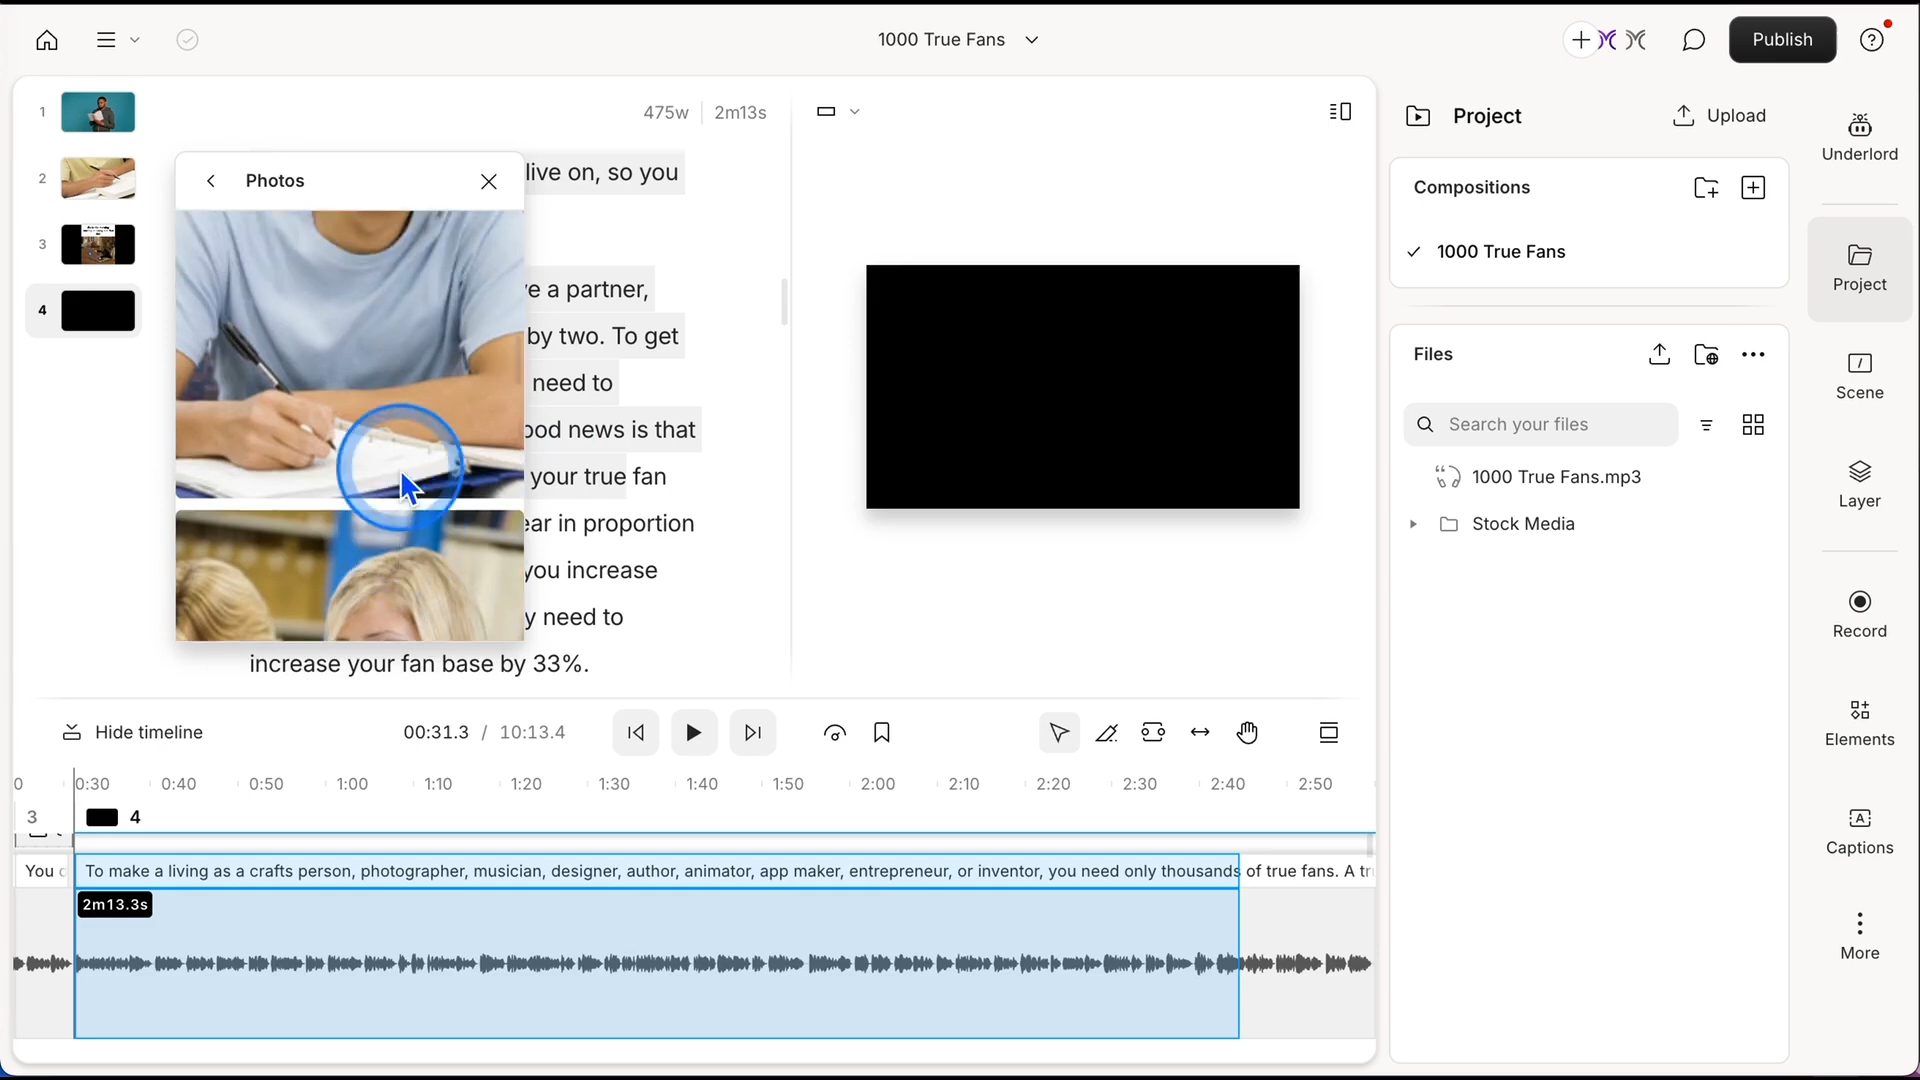 1000 True Fans
Publish
1
2
3
4
475w
2m13s
Photos
live on, so you
e a partner,
by two. To get
need to
ood news is that
your true fan
ear in proportion
you increase
y need to
increase your fan base by 33%.
Project
Upload
Compositions
1000 True Fans
Files
Search your files
1000 True Fans.mp3
Stock Media
Underlord
Project
Scene
Layer
Record
Elements
Captions
More
Hide timeline
00:31.3 / 10:13.4
0 0:30 0:40 0:50 1:00 1:10 1:20 1:30 1:40 1:50 2:00 2:10 2:20 2:30 2:40 2:50
3 4
You To make a living as a crafts person, photographer, musician, designer, author, animator, app maker, entrepreneur, or inventor, you need only thousands of true fans. A
2m13.3s